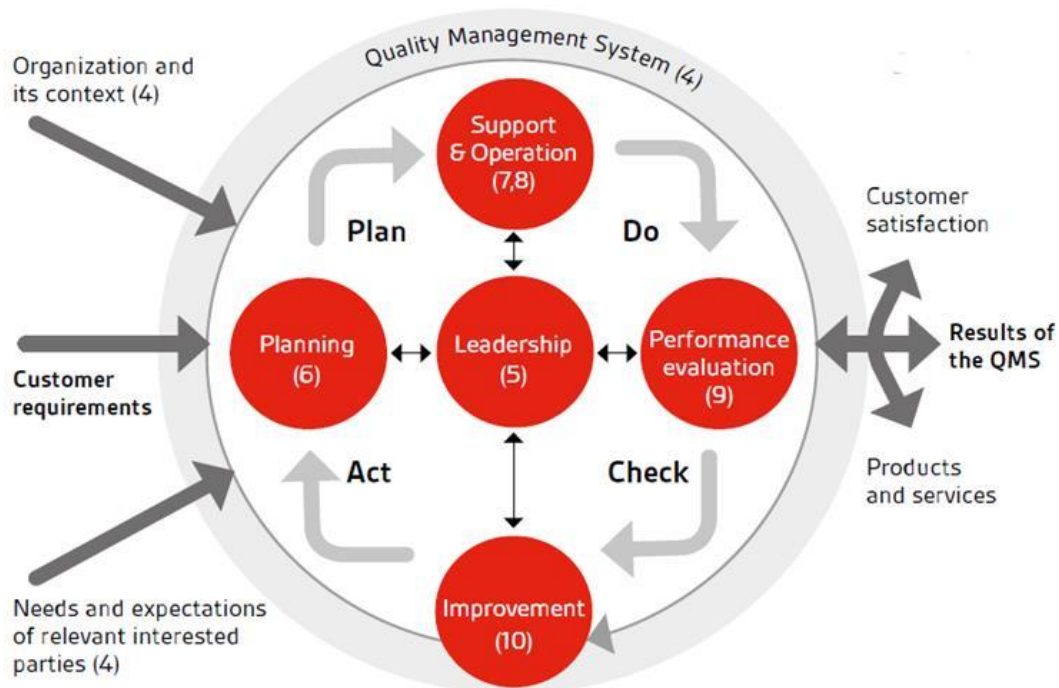 Quality Management System (4)
Organization and
its context (4)
Support
& Operation
(7,8)
Customer
satisfaction
Plan
Do
Planning
(6)
Leadership
(5)
Performance
evaluation
(9)
Results of
the QMS
Customer
requirements
Act
Check
Products
and services
Improvement
(10)
Needs and expectations
of relevant interested
parties (4)